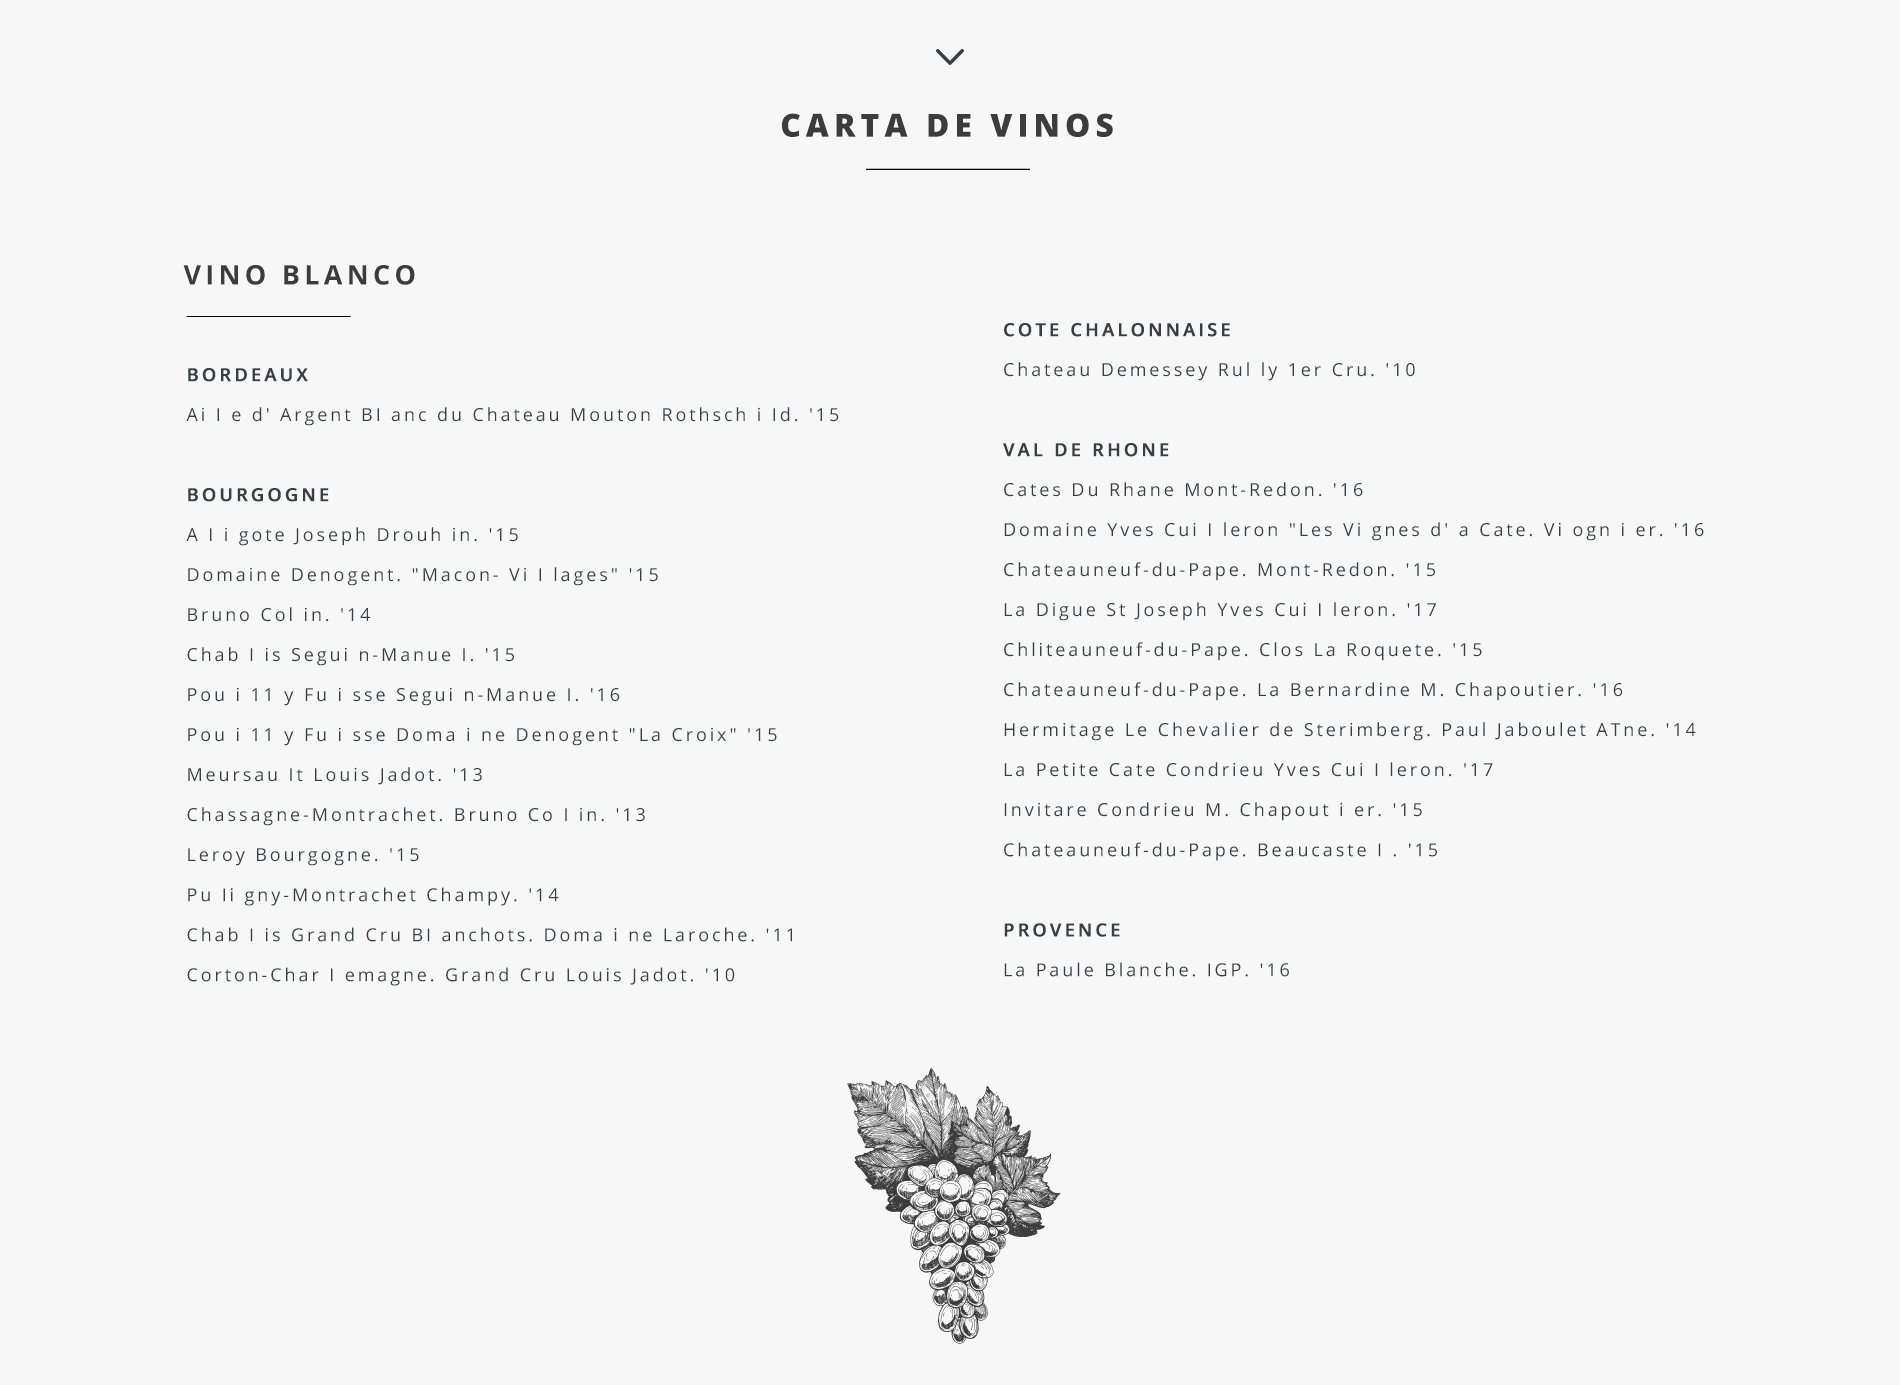 CARTA DE VINOS
VINO BLANCO
BORDEAUX
Ai I e d' Argent BI anc du Chateau Mouton Rothsch i Id. '15
BOURGOGNE
A I i gote Joseph Drouh in. '15
Domaine Denogent. "Macon- Vi I lages" '15
Bruno Col in. '14
Chab I is Segui n-Manue I. '15
Pou i 11 y Fu i sse Segui n-Manue I. '16
Pou i 11 y Fu i sse Doma i ne Denogent "La Croix" '15
Meursau It Louis Jadot. '13
Chassagne-Montrachet. Bruno Co I in. '13
Leroy Bourgogne. '15
Pu Ii gny-Montrachet Champy. '14
Chab I is Grand Cru BI anchots. Doma i ne Laroche. '11
Corton-Char I emagne. Grand Cru Louis Jadot. '10
COTE CHALONNAISE
Chateau Demessey Rul ly 1er Cru. '10
VAL DE RHONE
Cates Du Rhane Mont-Redon. '16
Domaine Yves Cui I leron "Les Vi gnes d' a Cate. Vi ogn i er. '16
Chateauneuf-du-Pape. Mont-Redon. '15
La Digue St Joseph Yves Cui I leron. '17
Chliteauneuf-du-Pape. Clos La Roquete. '15
Chateauneuf-du-Pape. La Bernardine M. Chapoutier. '16
Hermitage Le Chevalier de Sterimberg. Paul Jaboulet ATne. '14
La Petite Cate Condrieu Yves Cui I leron. '17
Invitare Condrieu M. Chapout i er. '15
Chateauneuf-du-Pape. Beaucaste I . '15
PROVENCE
La Paule Blanche. IGP. '16